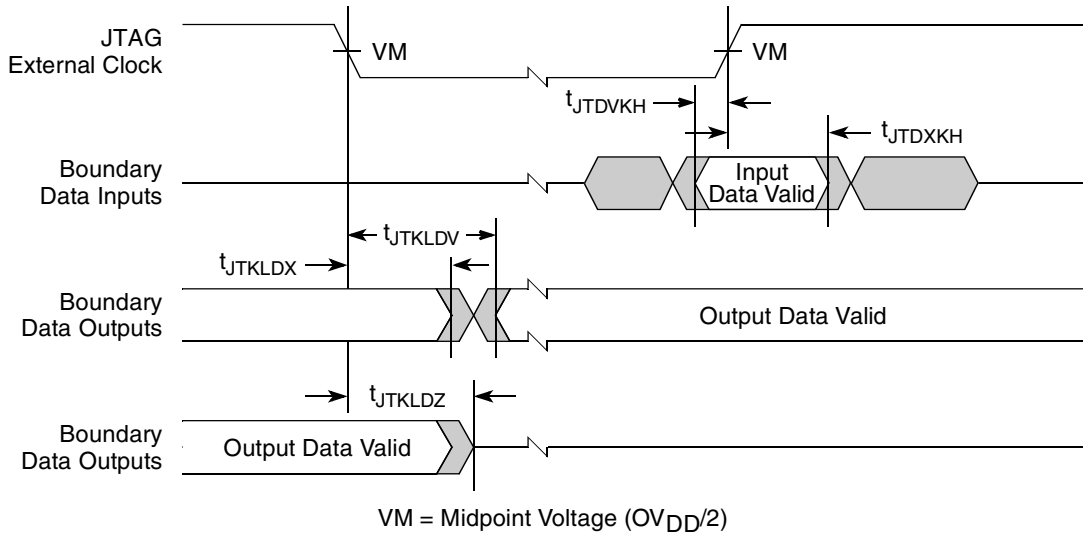 JTAG
External Clock
VM
VM
tJTDVKH
tJTDXKH
Boundary
Data Inputs
Input
Data Valid
tJTKLDV
tJTKLDX
Boundary
Data Outputs
Output Data Valid
tJTKLDZ
Boundary
Data Outputs
Output Data Valid
VM = Midpoint Voltage (OVDD/2)